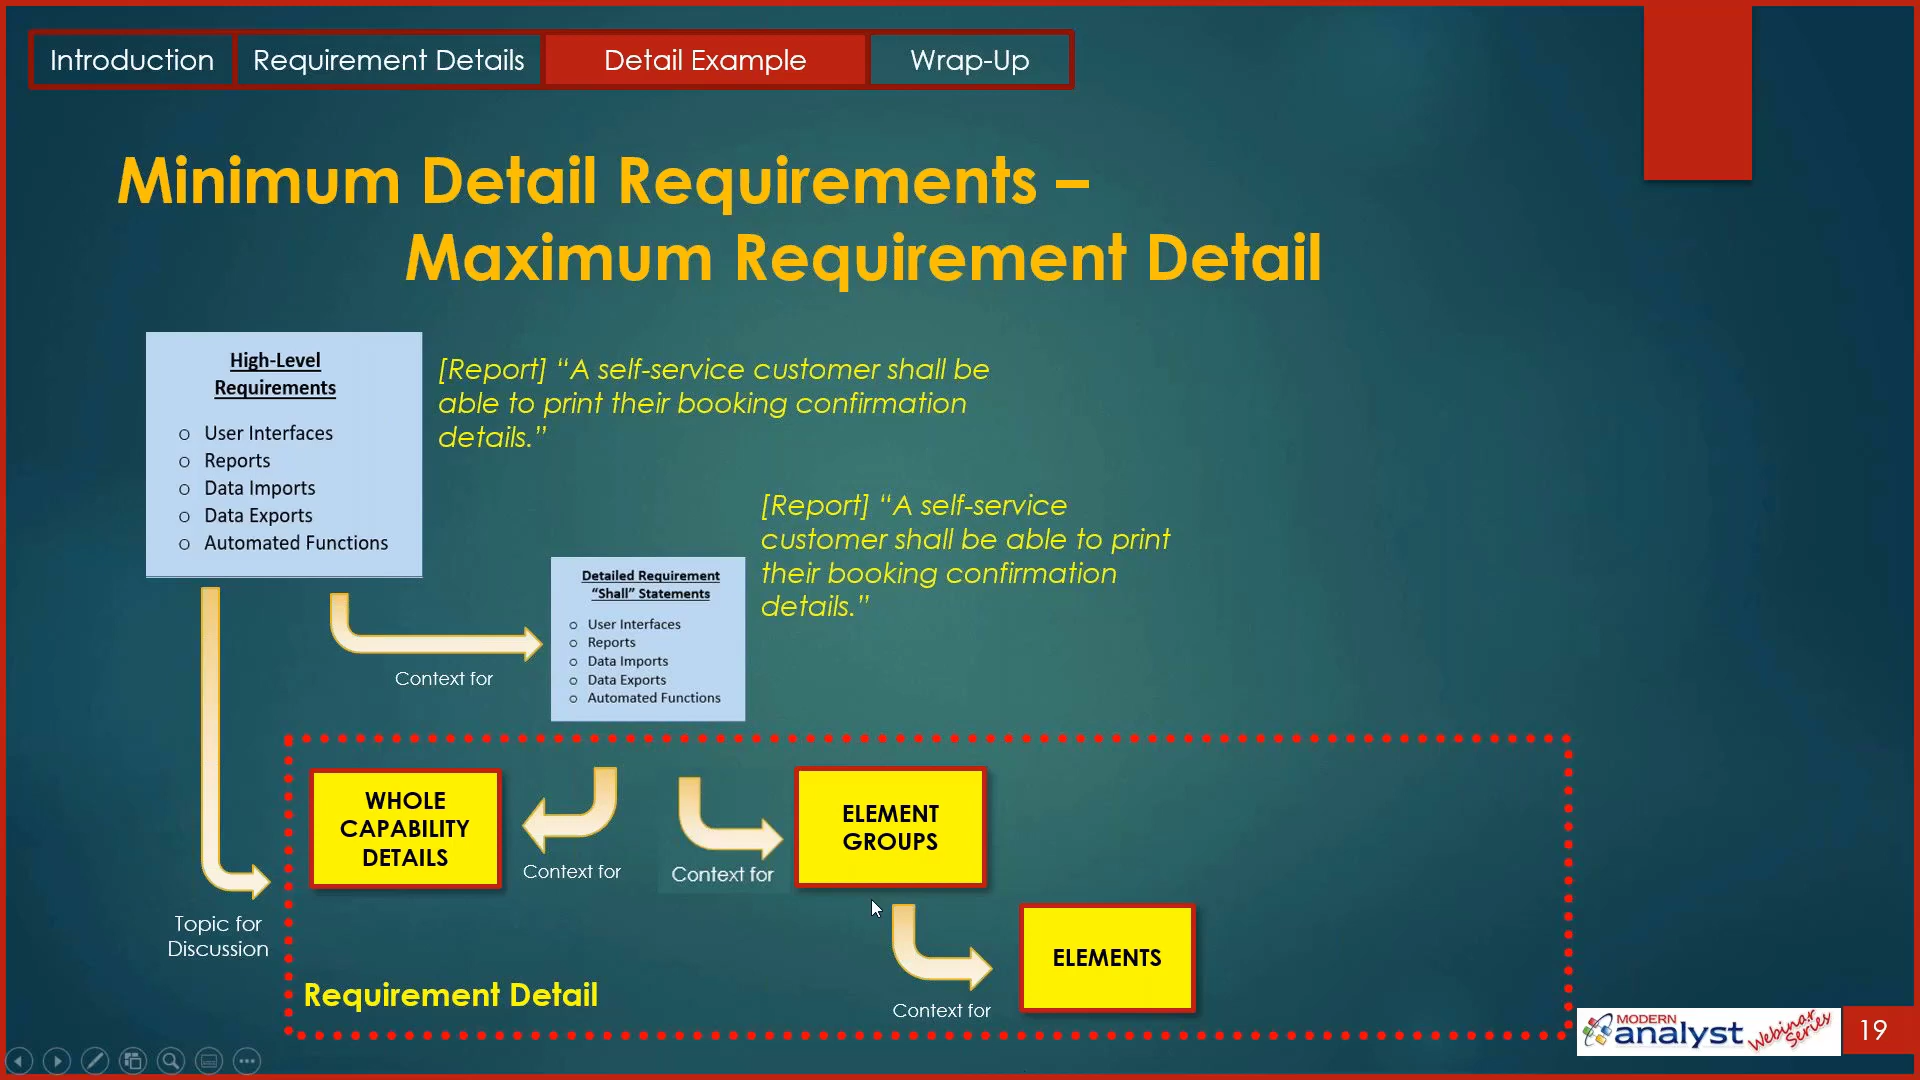 Introduction
Requirement Details
Detail Example
Wrap-Up
Minimum Detail Requirements –
Maximum Requirement Detail
High-Level
Requirements
o User Interfaces
o Reports
o Data Imports
o Data Exports
o Automated Functions
[Report] “A self-service customer shall be
able to print their booking confirmation
details.”
[Report] “A self-service
customer shall be able to print
their booking confirmation
details.”
Context for
Detailed Requirement
“Shall” Statements
o User Interfaces
o Reports
o Data Imports
o Data Exports
o Automated Functions
WHOLE
CAPABILITY
DETAILS
Context for
Context for
ELEMENT
GROUPS
Topic for
Discussion
ELEMENTS
Context for
Requirement Detail
MODERN
analyst
Webinar
Series
19